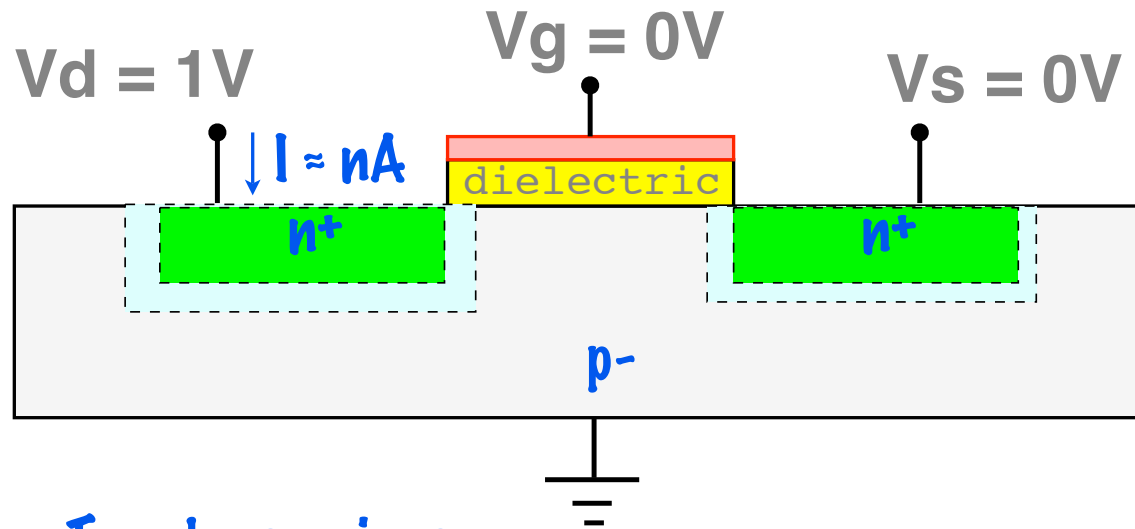 Vg = 0V
Vd = 1V
Vs = 0V
I ≈ nA
dielectric
n+
n+
p-